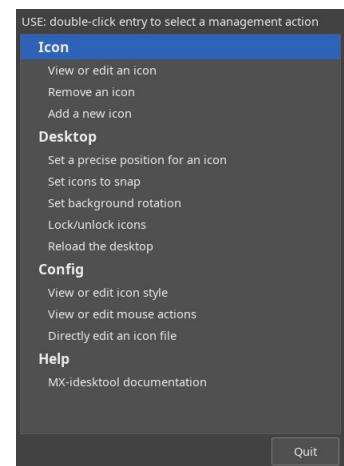 USE: double-click entry to select a management action
Icon
View or edit an icon
Remove an icon
Add a new icon
Desktop
Set a precise position for an icon
Set icons to snap
Set background rotation
Lock/unlock icons
Reload the desktop
Config
View or edit icon style
View or edit mouse actions
Directly edit an icon file
Help
MX-idesktool documentation
Quit